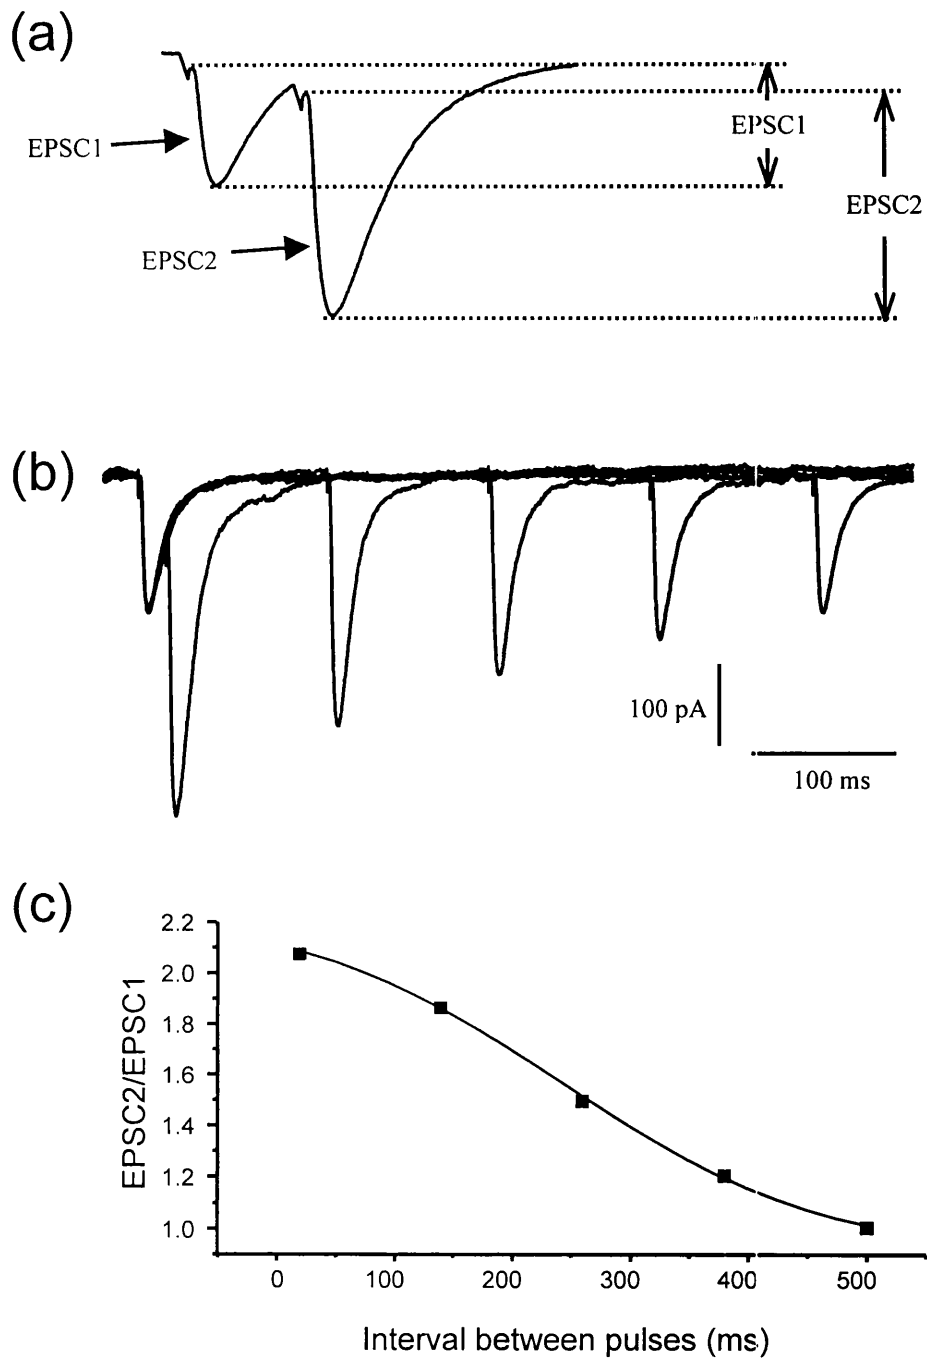 (a)
EPSC1
EPSC1
EPSC2
EPSC2
(b)
100 pA
100 ms
(c)
EPSC2/EPSC1
2.2
2.0
1.8
1.6
1.4
1.2
1.0
0 100 200 300 400 500
Interval between pulses (ms)